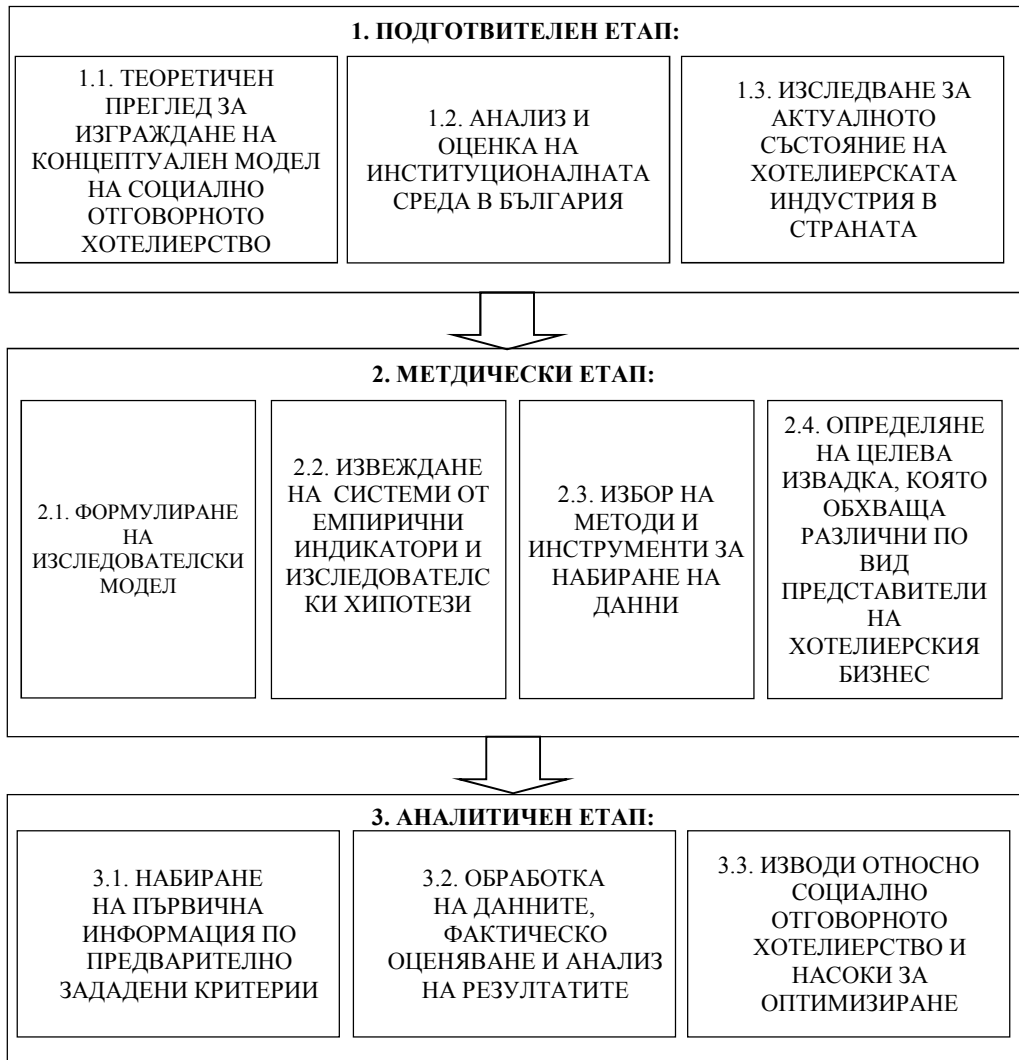 1. ПОДГОТВИТЕЛЕН ЕТАП:
1.1. ТЕОРЕТИЧЕН
ПРЕГЛЕД ЗА
ИЗГРАЖДАНЕ НА
КОНЦЕПТУАЛЕН МОДЕЛ
НА СОЦИАЛНО
ОТГОВОРНОТО
ХОТЕЛИЕРСТВО
1.2. АНАЛИЗ И
ОЦЕНКА НА
ИНСТИТУЦИОНАЛНАТА
СРЕДА В БЪЛГАРИЯ
1.3. ИЗСЛЕДВАНЕ ЗА
АКТУАЛНОТО
СЪСТОЯНИЕ НА
ХОТЕЛИЕРСКАТА
ИНДУСТРИЯ В
СТРАНАТА
2. МЕТДИЧЕСКИ ЕТАП:
2.1. ФОРМУЛИРАНЕ
НА
ИЗСЛЕДОВАТЕЛСКИ
МОДЕЛ
2.2. ИЗВЕЖДАНЕ
НА СИСТЕМИ ОТ
ЕМПИРИЧНИ
ИНДИКАТОРИ И
ИЗСЛЕДОВАТЕЛС
КИ ХИПОТЕЗИ
2.3. ИЗБОР НА
МЕТОДИ И
ИНСТРУМЕНТИ ЗА
НАБИРАНЕ НА
ДАННИ
2.4. ОПРЕДЕЛЯНЕ
НА ЦЕЛЕВА
ИЗВАДКА, КОЯТО
ОБХВАЩА
РАЗЛИЧНИ ПО
ВИД
ПРЕДСТАВИТЕЛИ
НА
ХОТЕЛИЕРСКИЯ
БИЗНЕС
3. АНАЛИТИЧЕН ЕТАП:
3.1. НАБИРАНЕ
НА ПЪРВИЧНА
ИНФОРМАЦИЯ ПО
ПРЕДВАРИТЕЛНО
ЗАДАДЕНИ КРИТЕРИИ
3.2. ОБРАБОТКА
НА ДАННИТЕ,
ФАКТИЧЕСКО
ОЦЕНЯВАНЕ И АНАЛИЗ
НА РЕЗУЛТАТИТЕ
3.3. ИЗВОДИ ОТНОСНО
СОЦИАЛНО
ОТГОВОРНОТО
ХОТЕЛИЕРСТВО И
НАСОКИ ЗА
ОПТИМИЗИРАНЕ